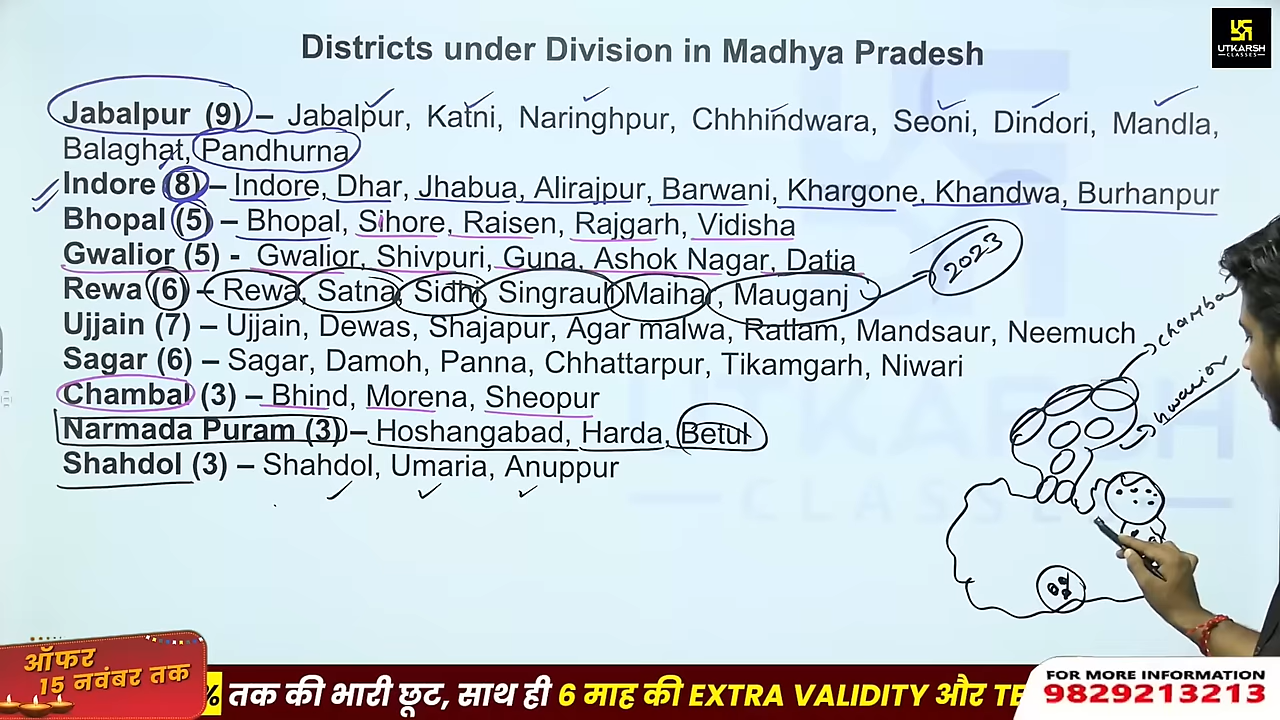 UTKARSH
CLASSES
Districts under Division in Madhya Pradesh
Jabalpur (9) – Jabalpur, Katni, Naringhpur, Chhhindwara, Seoni, Dindori, Mandla,
Balaghat, Pandhurna
Indore (8) – Indore, Dhar, Jhabua, Alirajpur, Barwani, Khargone, Khandwa, Burhanpur
Bhopal (5) – Bhopal, Sihore, Raisen, Rajgarh, Vidisha
Gwalior (5) - Gwalior, Shivpuri, Guna, Ashok Nagar, Datia
2023
Rewa (6) – Rewa, Satna, Sidhi, Singrauli, Maihar, Mauganj
Ujjain (7) – Ujjain, Dewas, Shajapur, Agar malwa, Ratlam, Mandsaur, Neemuch
Sagar (6) – Sagar, Damoh, Panna, Chhattarpur, Tikamgarh, Niwari
Chambal (3) – Bhind, Morena, Sheopur
Narmada Puram (3) – Hoshangabad, Harda, Betul
Shahdol (3) – Shahdol, Umaria, Anuppur
chamba
Gwalior
UTKARSH
CLASSES
ऑफर
15 नवंबर तक
% तक की भारी छूट, साथ ही 6 माह की EXTRA VALIDITY और TE
FOR MORE INFORMATION
9829213213